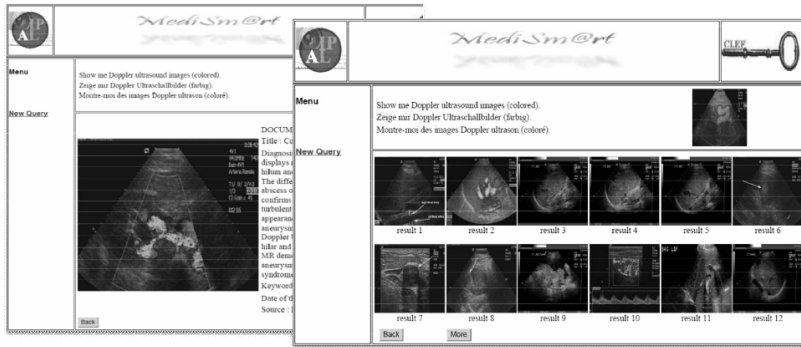 MediSm@rt
Menu
New Query
Show me Doppler ultrasound images (colored).
Zeige mir Doppler Ultraschallbilder (farbig).
Montre-moi des images Doppler ultrason (coloré).
DOCUM
Title : Co
Diagnosi
displays
hilum an
The diffe
abscess o
confirms
turbulent
appearan
aneurysm
Doppler U
hilar and
MR dem
aneurysm
syndrome
Keyword
Date of th
Source :
Back
MediSm@rt
CLEF
Menu
New Query
Show me Doppler ultrasound images (colored).
Zeige mir Doppler Ultraschallbilder (farbig).
Montre-moi des images Doppler ultrason (coloré).
result 1 result 2 result 3 result 4 result 5 result 6
result 7 result 8 result 9 result 10 result 11 result 12
Back More